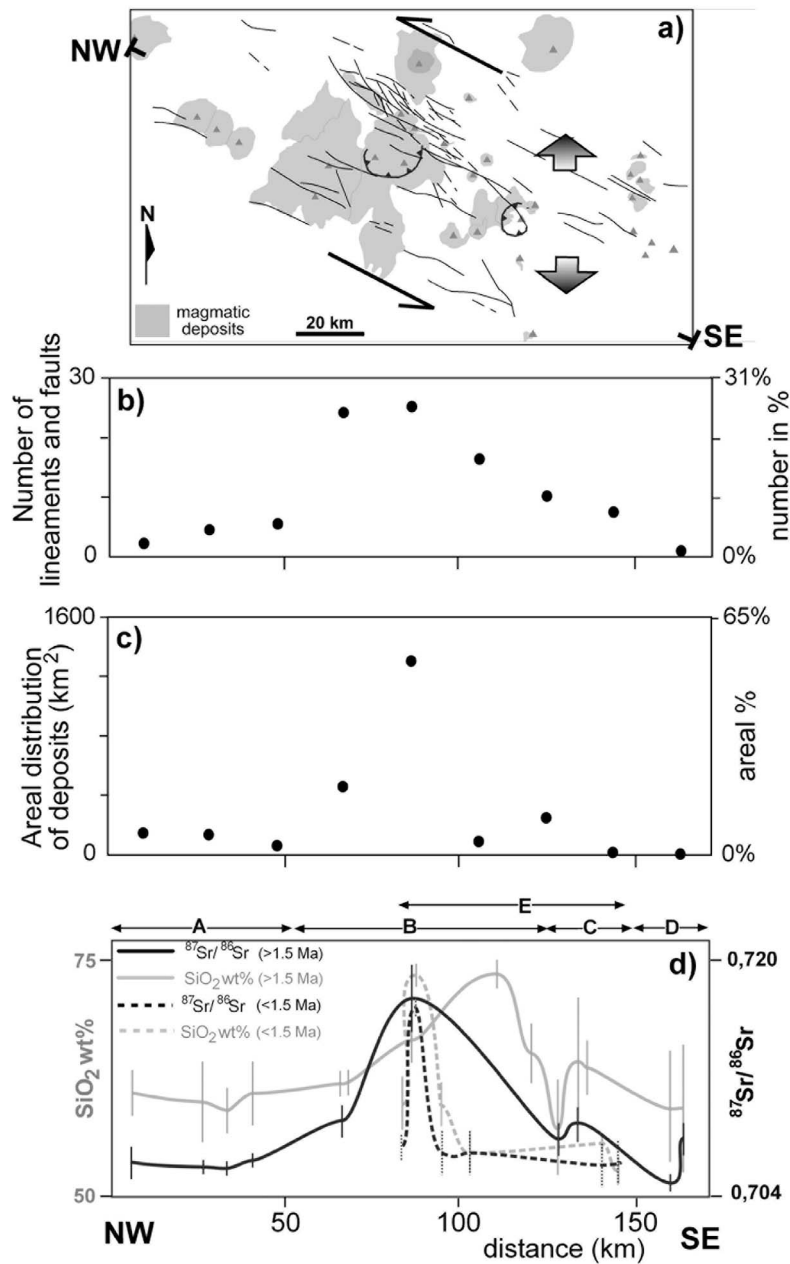 a)
NW
N
magmatic
deposits
20 km
SE
b)
30
0
Number of
lineaments and faults
31%
0%
number in %
c)
1600
0
Areal distribution
of deposits (km²)
65%
0%
areal %
E
A B C D
d)
⁸⁷Sr/⁸⁶Sr (>1.5 Ma)
SiO₂ wt% (>1.5 Ma)
⁸⁷Sr/⁸⁶Sr (<1.5 Ma)
SiO₂ wt% (<1.5 Ma)
75
50
SiO₂ wt%
0,720
0,704
⁸⁷Sr/⁸⁶Sr
50 100 150
NW distance (km) SE